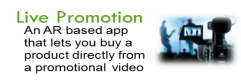 Live Promotion
An AR based app
that lets you buy a
product directly from
a promotional video